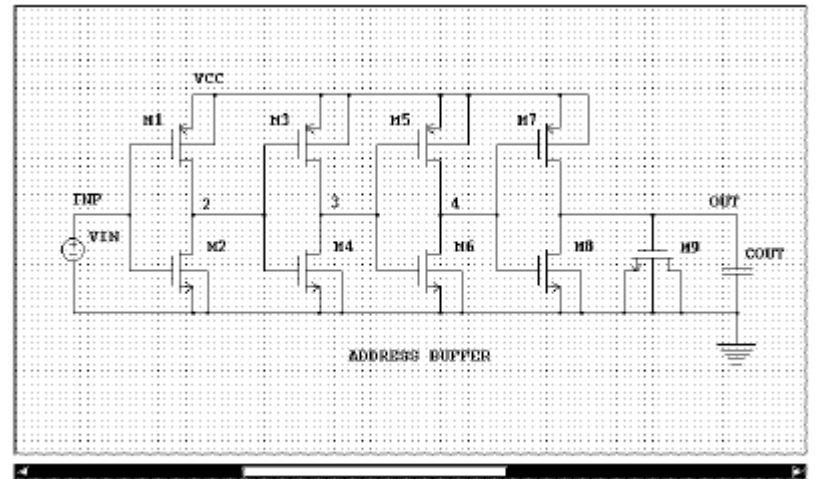 VCC
M1
M3
M5
M7
INP
2
3
4
OUT
VIN
M2
M4
M6
M8
M9
COUT
ADDRESS BUFFER